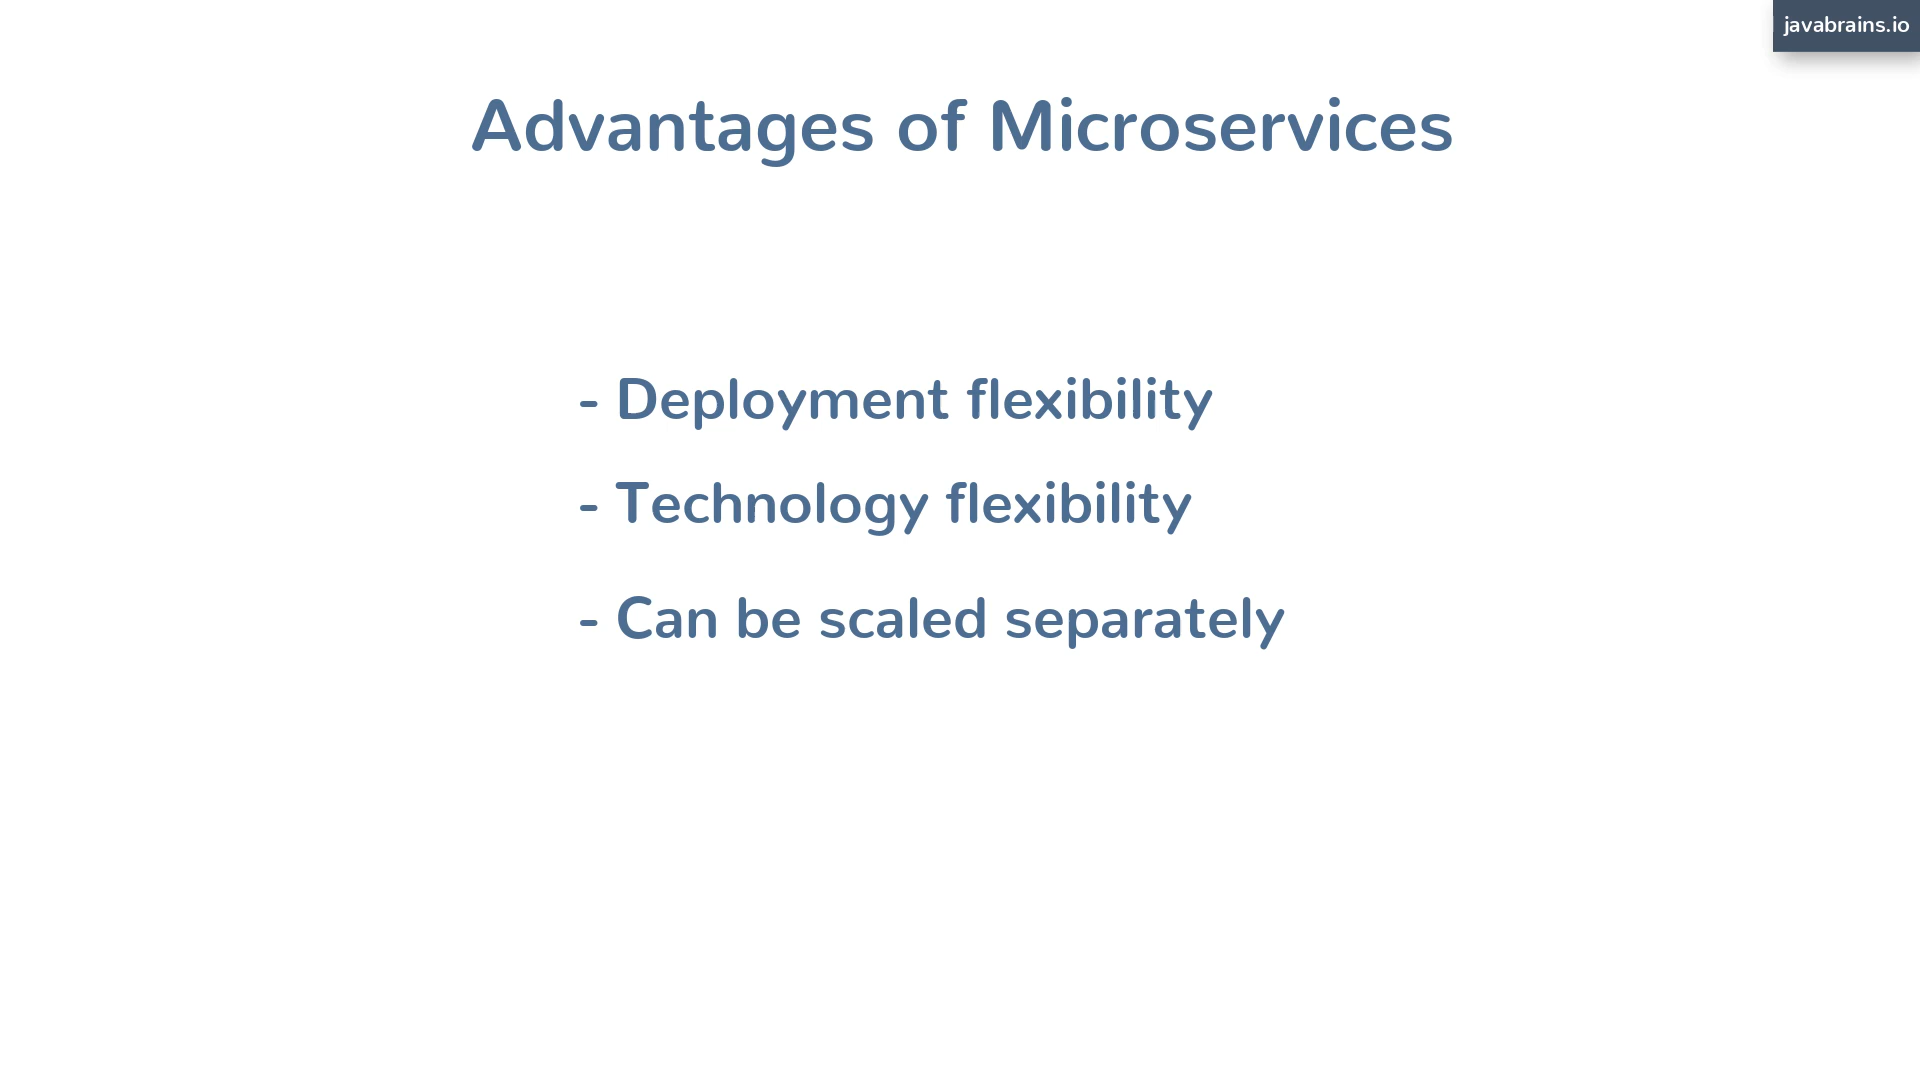 javabrains.io
Advantages of Microservices
- Deployment flexibility
- Technology flexibility
- Can be scaled separately